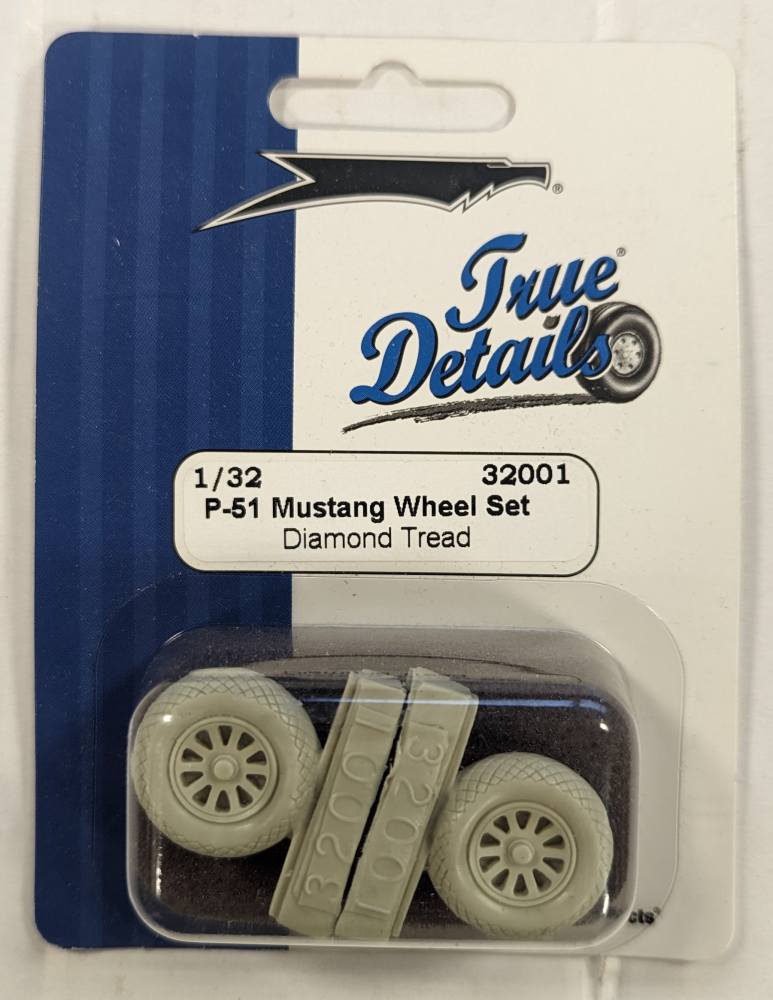 ®
True®
Details
1/32 32001
P-51 Mustang Wheel Set
Diamond Tread
32001
32001